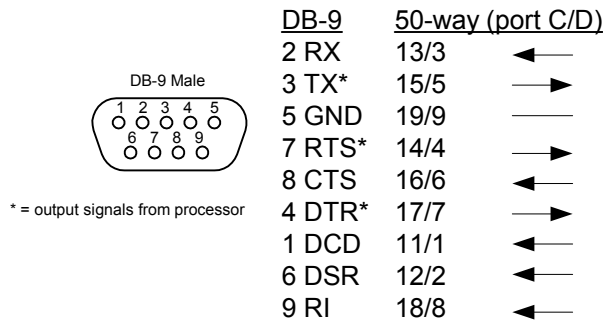 DB-9 Male
1 2 3 4 5
6 7 8 9
* = output signals from processor
DB-9 50-way (port C/D)
2 RX 13/3
3 TX* 15/5
5 GND 19/9
7 RTS* 14/4
8 CTS 16/6
4 DTR* 17/7
1 DCD 11/1
6 DSR 12/2
9 RI 18/8